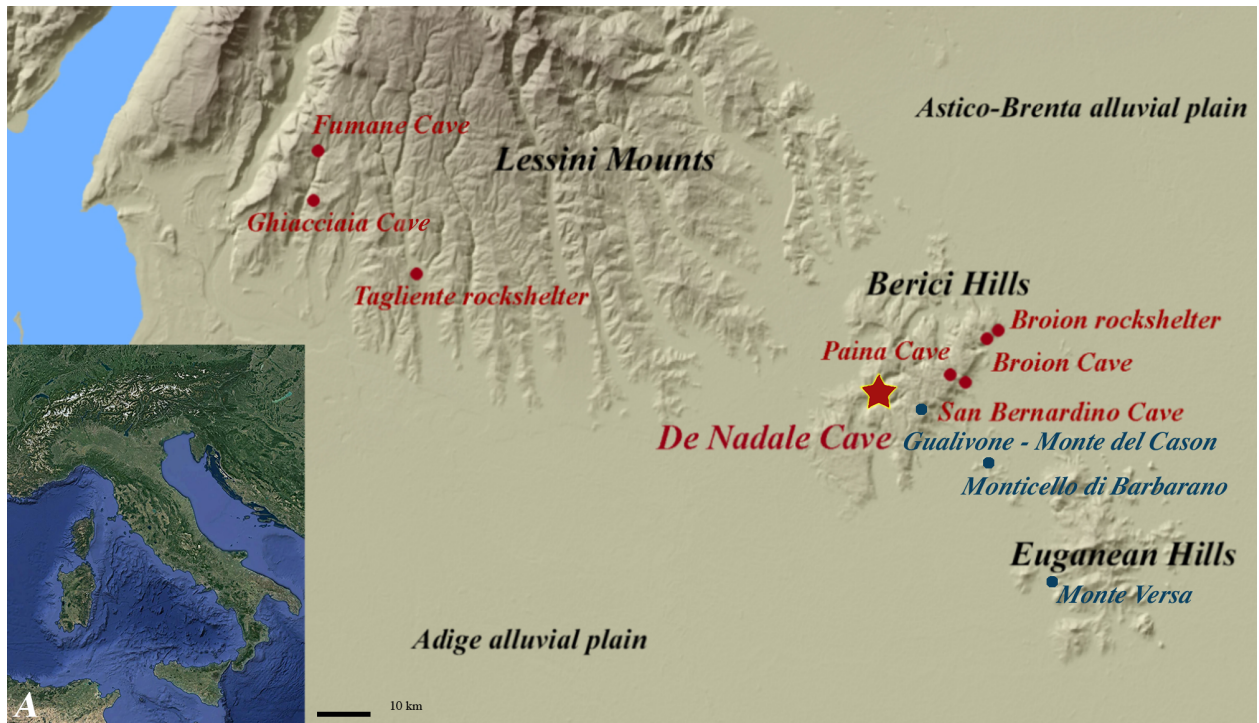 Astico-Brenta alluvial plain
Fumane Cave
Lessini Mounts
Ghiacciaia Cave
Tagliente rockshelter
Berici Hills
Broion rockshelter
Paina Cave
Broion Cave
San Bernardino Cave
De Nadale Cave
Gualivone - Monte del Cason
Monticello di Barbarano
Euganean Hills
Monte Versa
Adige alluvial plain
A
10 km